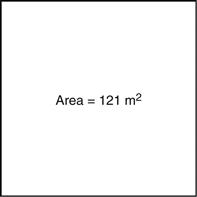 Area = 121 m²